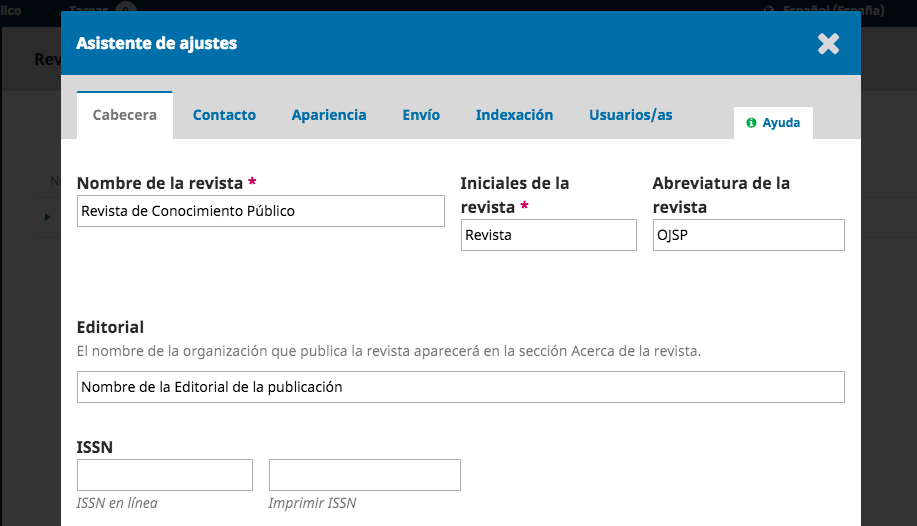 lico Tareas 0 Español (España)
Asistente de ajustes
Rev
Cabecera Contacto Apariencia Envío Indexación Usuarios/as Ayuda
Nombre de la revista * Iniciales de la revista * Abreviatura de la revista
Revista de Conocimiento Público Revista OJSP
Editorial
El nombre de la organización que publica la revista aparecerá en la sección Acerca de la revista.
Nombre de la Editorial de la publicación
ISSN
ISSN en línea Imprimir ISSN